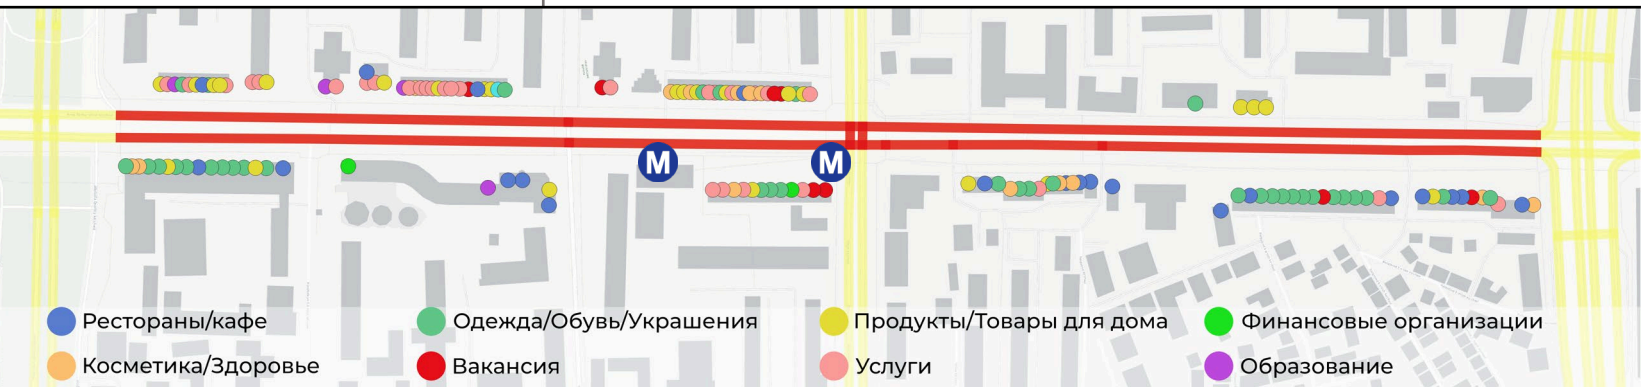 М М
Рестораны/кафе Одежда/Обувь/Украшения Продукты/Товары для дома Финансовые организации
Косметика/Здоровье Вакансия Услуги Образование